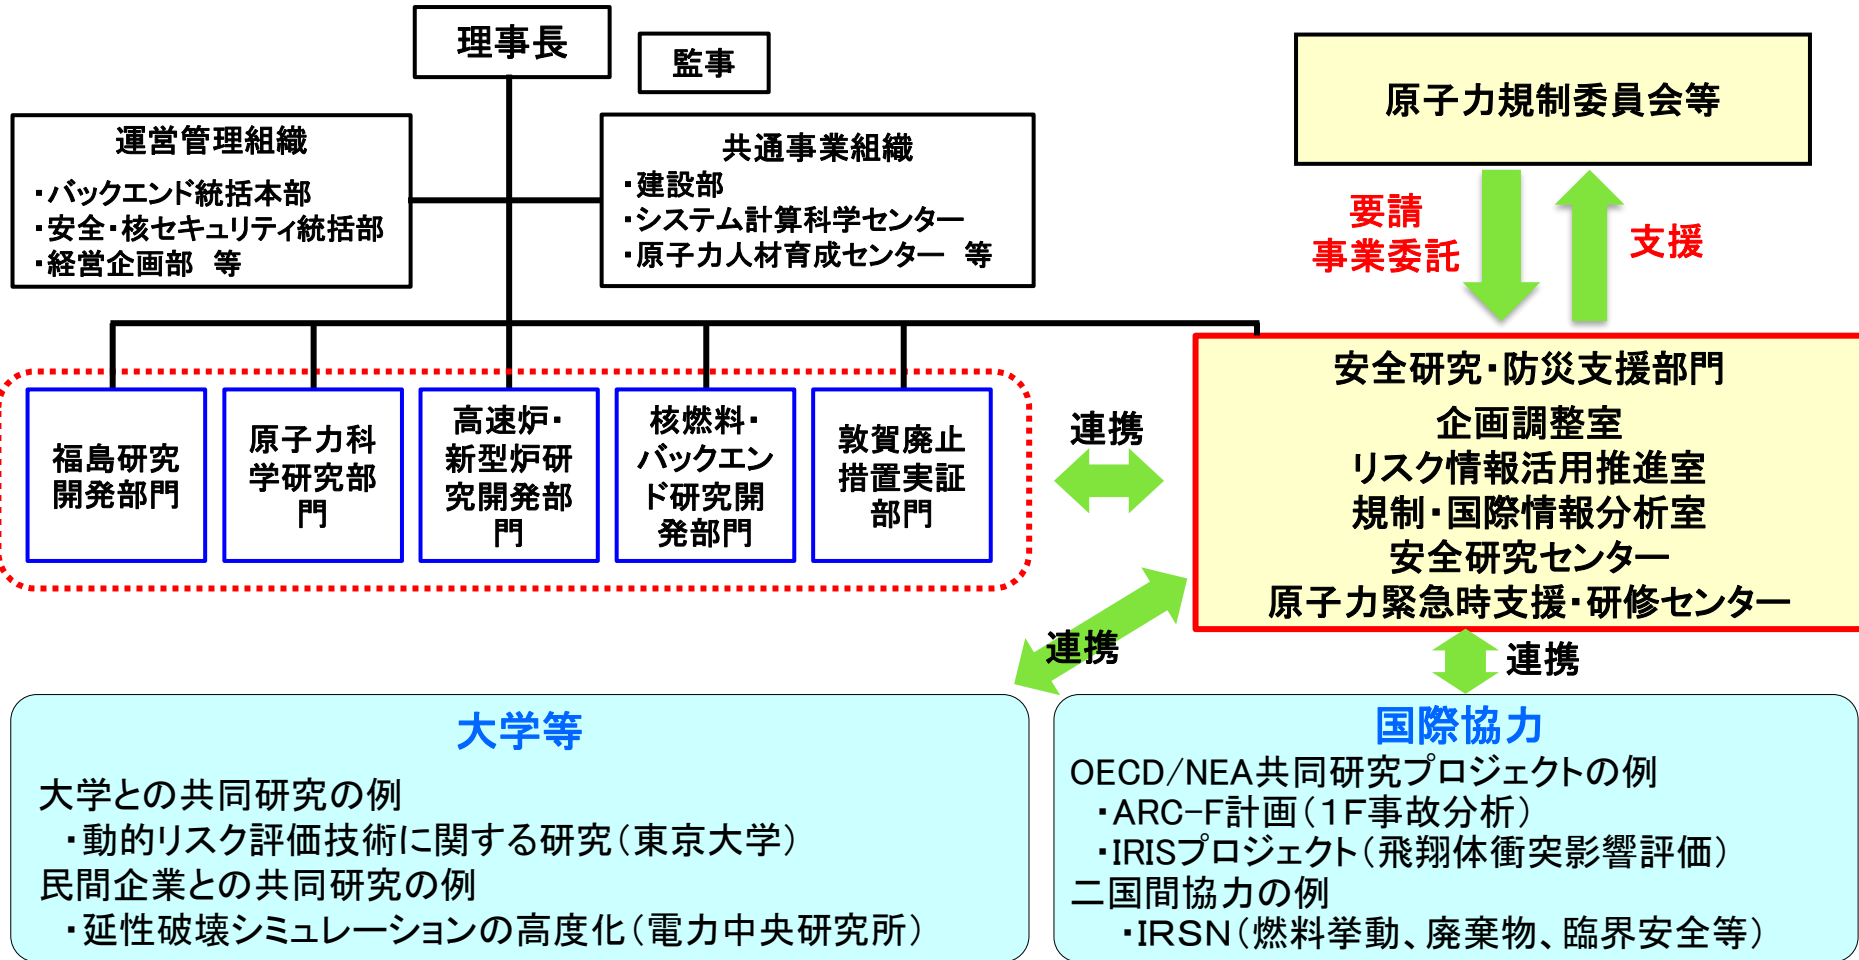 理事長
監事
運営管理組織
・バックエンド統括本部
・安全・核セキュリティ統括部
・経営企画部　等
共通事業組織
・建設部
・システム計算科学センター
・原子力人材育成センター　等
原子力規制委員会等
要請
事業委託
支援
福島研究
開発部門
原子力科
学研究部
門
高速炉・
新型炉研
究開発部
門
核燃料・
バックエン
ド研究開
発部門
敦賀廃止
措置実証
部門
連携
安全研究・防災支援部門
企画調整室
リスク情報活用推進室
規制・国際情報分析室
安全研究センター
原子力緊急時支援・研修センター
連携
連携
大学等
大学との共同研究の例
・動的リスク評価技術に関する研究（東京大学）
民間企業との共同研究の例
・延性破壊シミュレーションの高度化（電力中央研究所）
国際協力
OECD/NEA共同研究プロジェクトの例
・ARC-F計画（１F事故分析）
・IRISプロジェクト（飛翔体衝突影響評価）
二国間協力の例
・IRSN（燃料挙動、廃棄物、臨界安全等）